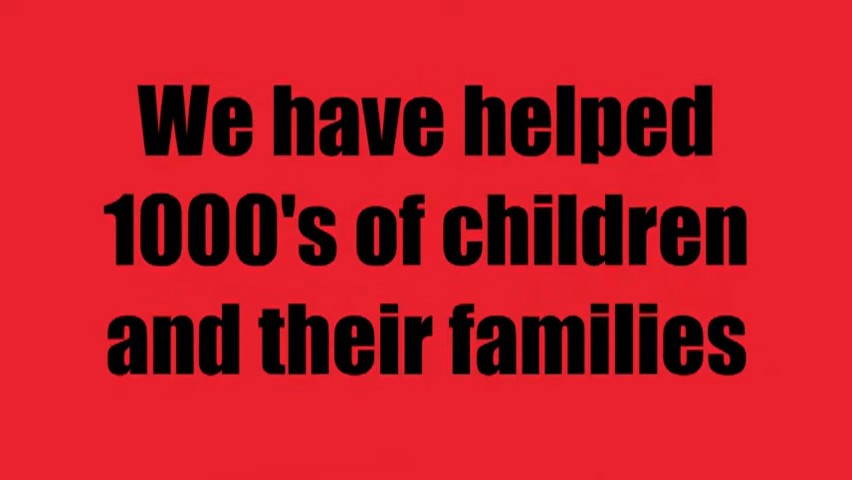 We have helped
1000's of children
and their families